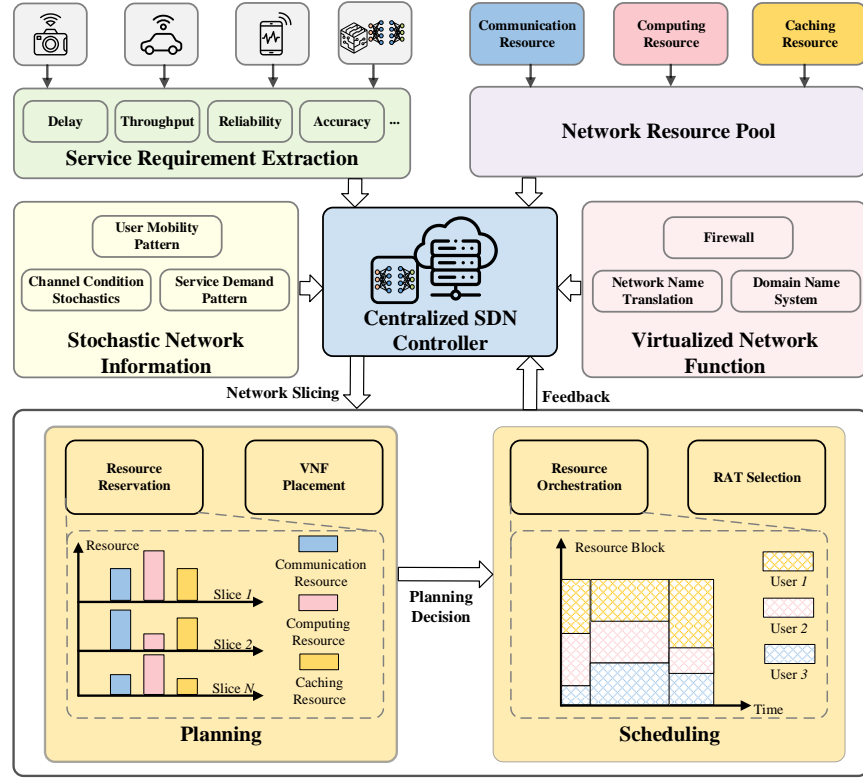 Communication
Resource
Computing
Resource
Caching
Resource
Delay
Throughput
Reliability
Accuracy
...
Service Requirement Extraction
Network Resource Pool
User Mobility
Pattern
Channel Condition
Stochastics
Service Demand
Pattern
Stochastic Network
Information
Centralized SDN
Controller
Firewall
Network Name
Translation
Domain Name
System
Virtualized Network
Function
Network Slicing
Feedback
Resource
Reservation
VNF
Placement
Resource
Slice 1
Slice 2
Slice N
Communication
Resource
Computing
Resource
Caching
Resource
Planning
Planning
Decision
Resource
Orchestration
RAT Selection
Resource Block
User 1
User 2
User 3
Time
Scheduling